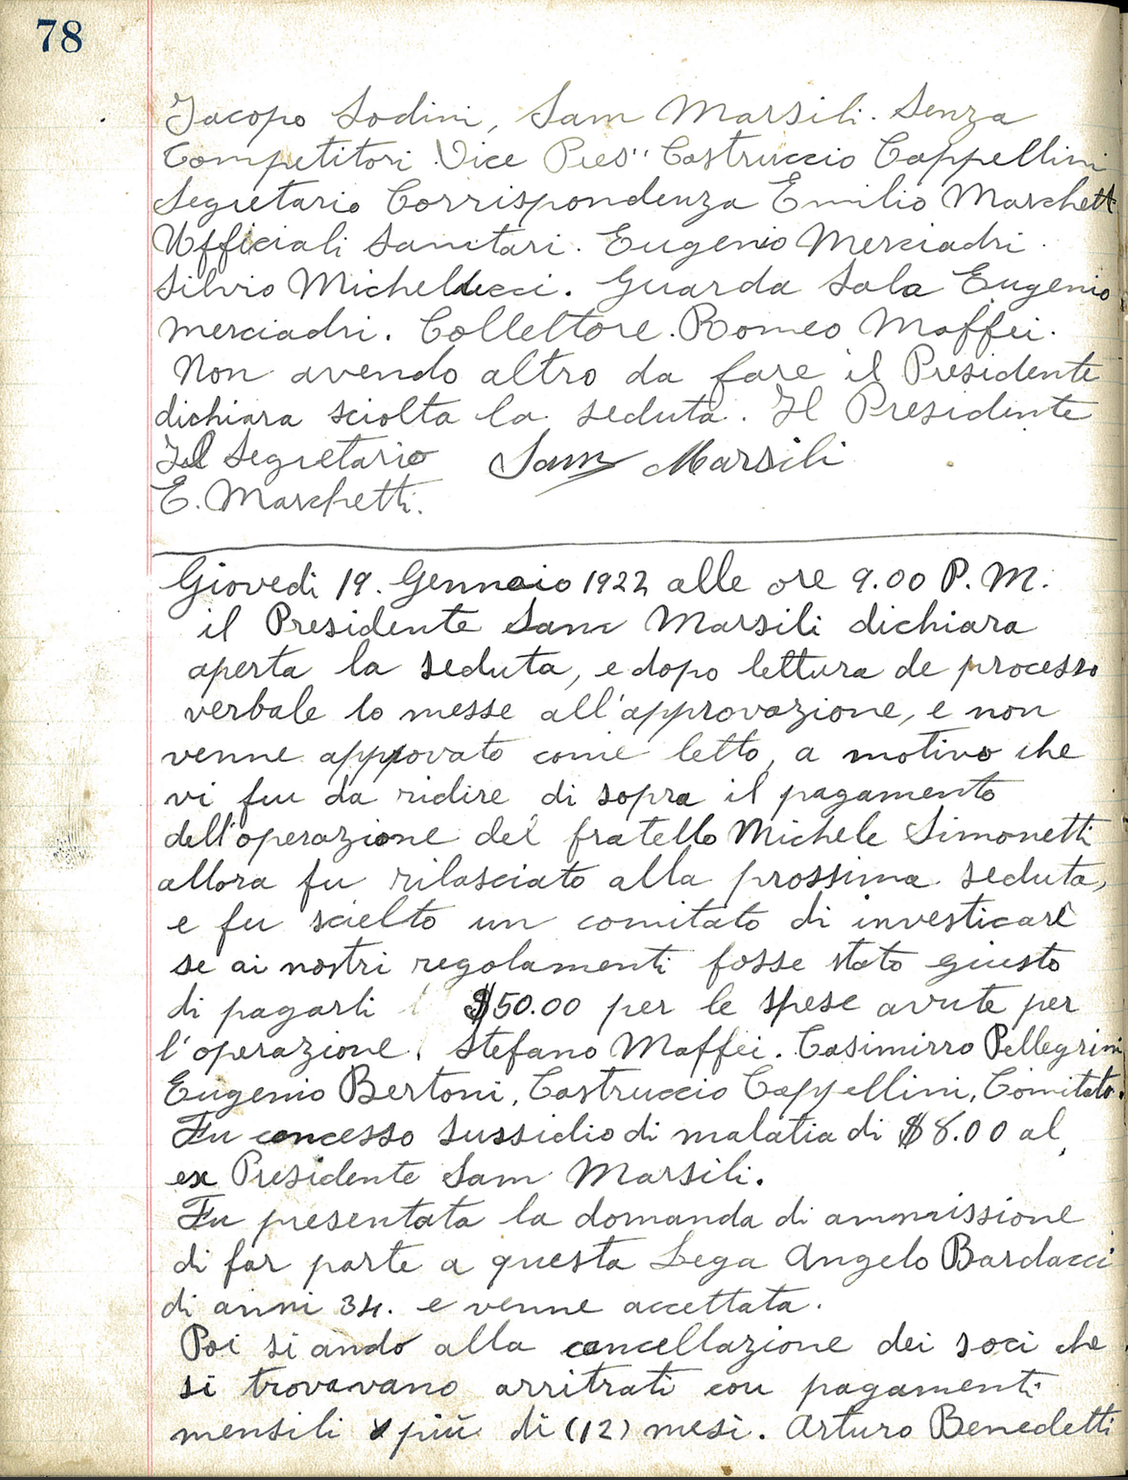 78
Jacopo Sodini, Sam Marsili. Senza
Competitori Vice Pres" Castruccio Cappellini
Segretario Corrispondenza Emilio Marchett
Ufficiali Sanitari. Eugenio Merciadri.
Silvio Michellucci. Guarda Sala Eugenio
Merciadri. Collettore. Romeo Maffei.
Non avendo altro da fare il Presidente
dichiara sciolta la seduta. Il Presidente
Il Segretario Sam Marsili
E. Marchetti.
Giovedi 19. Gennaio 1922 alle ore 9.00 P.M.
il Presidente Sam Marsili dichiara
aperta la seduta, e dopo lettura de processo
verbale lo messe all'approvazione, e non
venne approvato come letto, a motivo che
vi fu da ridire di sopra il pagamento
dell'operazione del fratello Michele Simonetti
allora fu rilasciato alla prossima seduta,
e fu scielto un comitato di investicare
se ai nostri regolamenti fosse stato giusto
di pagarli $50.00 per le spese avute per
l'operazione. Stefano Maffei. Casimirro Pellegrini
Eugenio Bertoni, Castruccio Cappellini, Comitato.
Fu concesso sussidio di malatia di $8.00 al
ex Presidente Sam Marsili.
Fu presentata la domanda di ammissione
di far parte a questa Lega Angelo Bardacci
di anni 34. e venne accettata.
Poi si andò alla cancellazione dei soci che
si trovavano arritrati con pagamenti
mensili più di (12) mesi. Arturo Benedetti